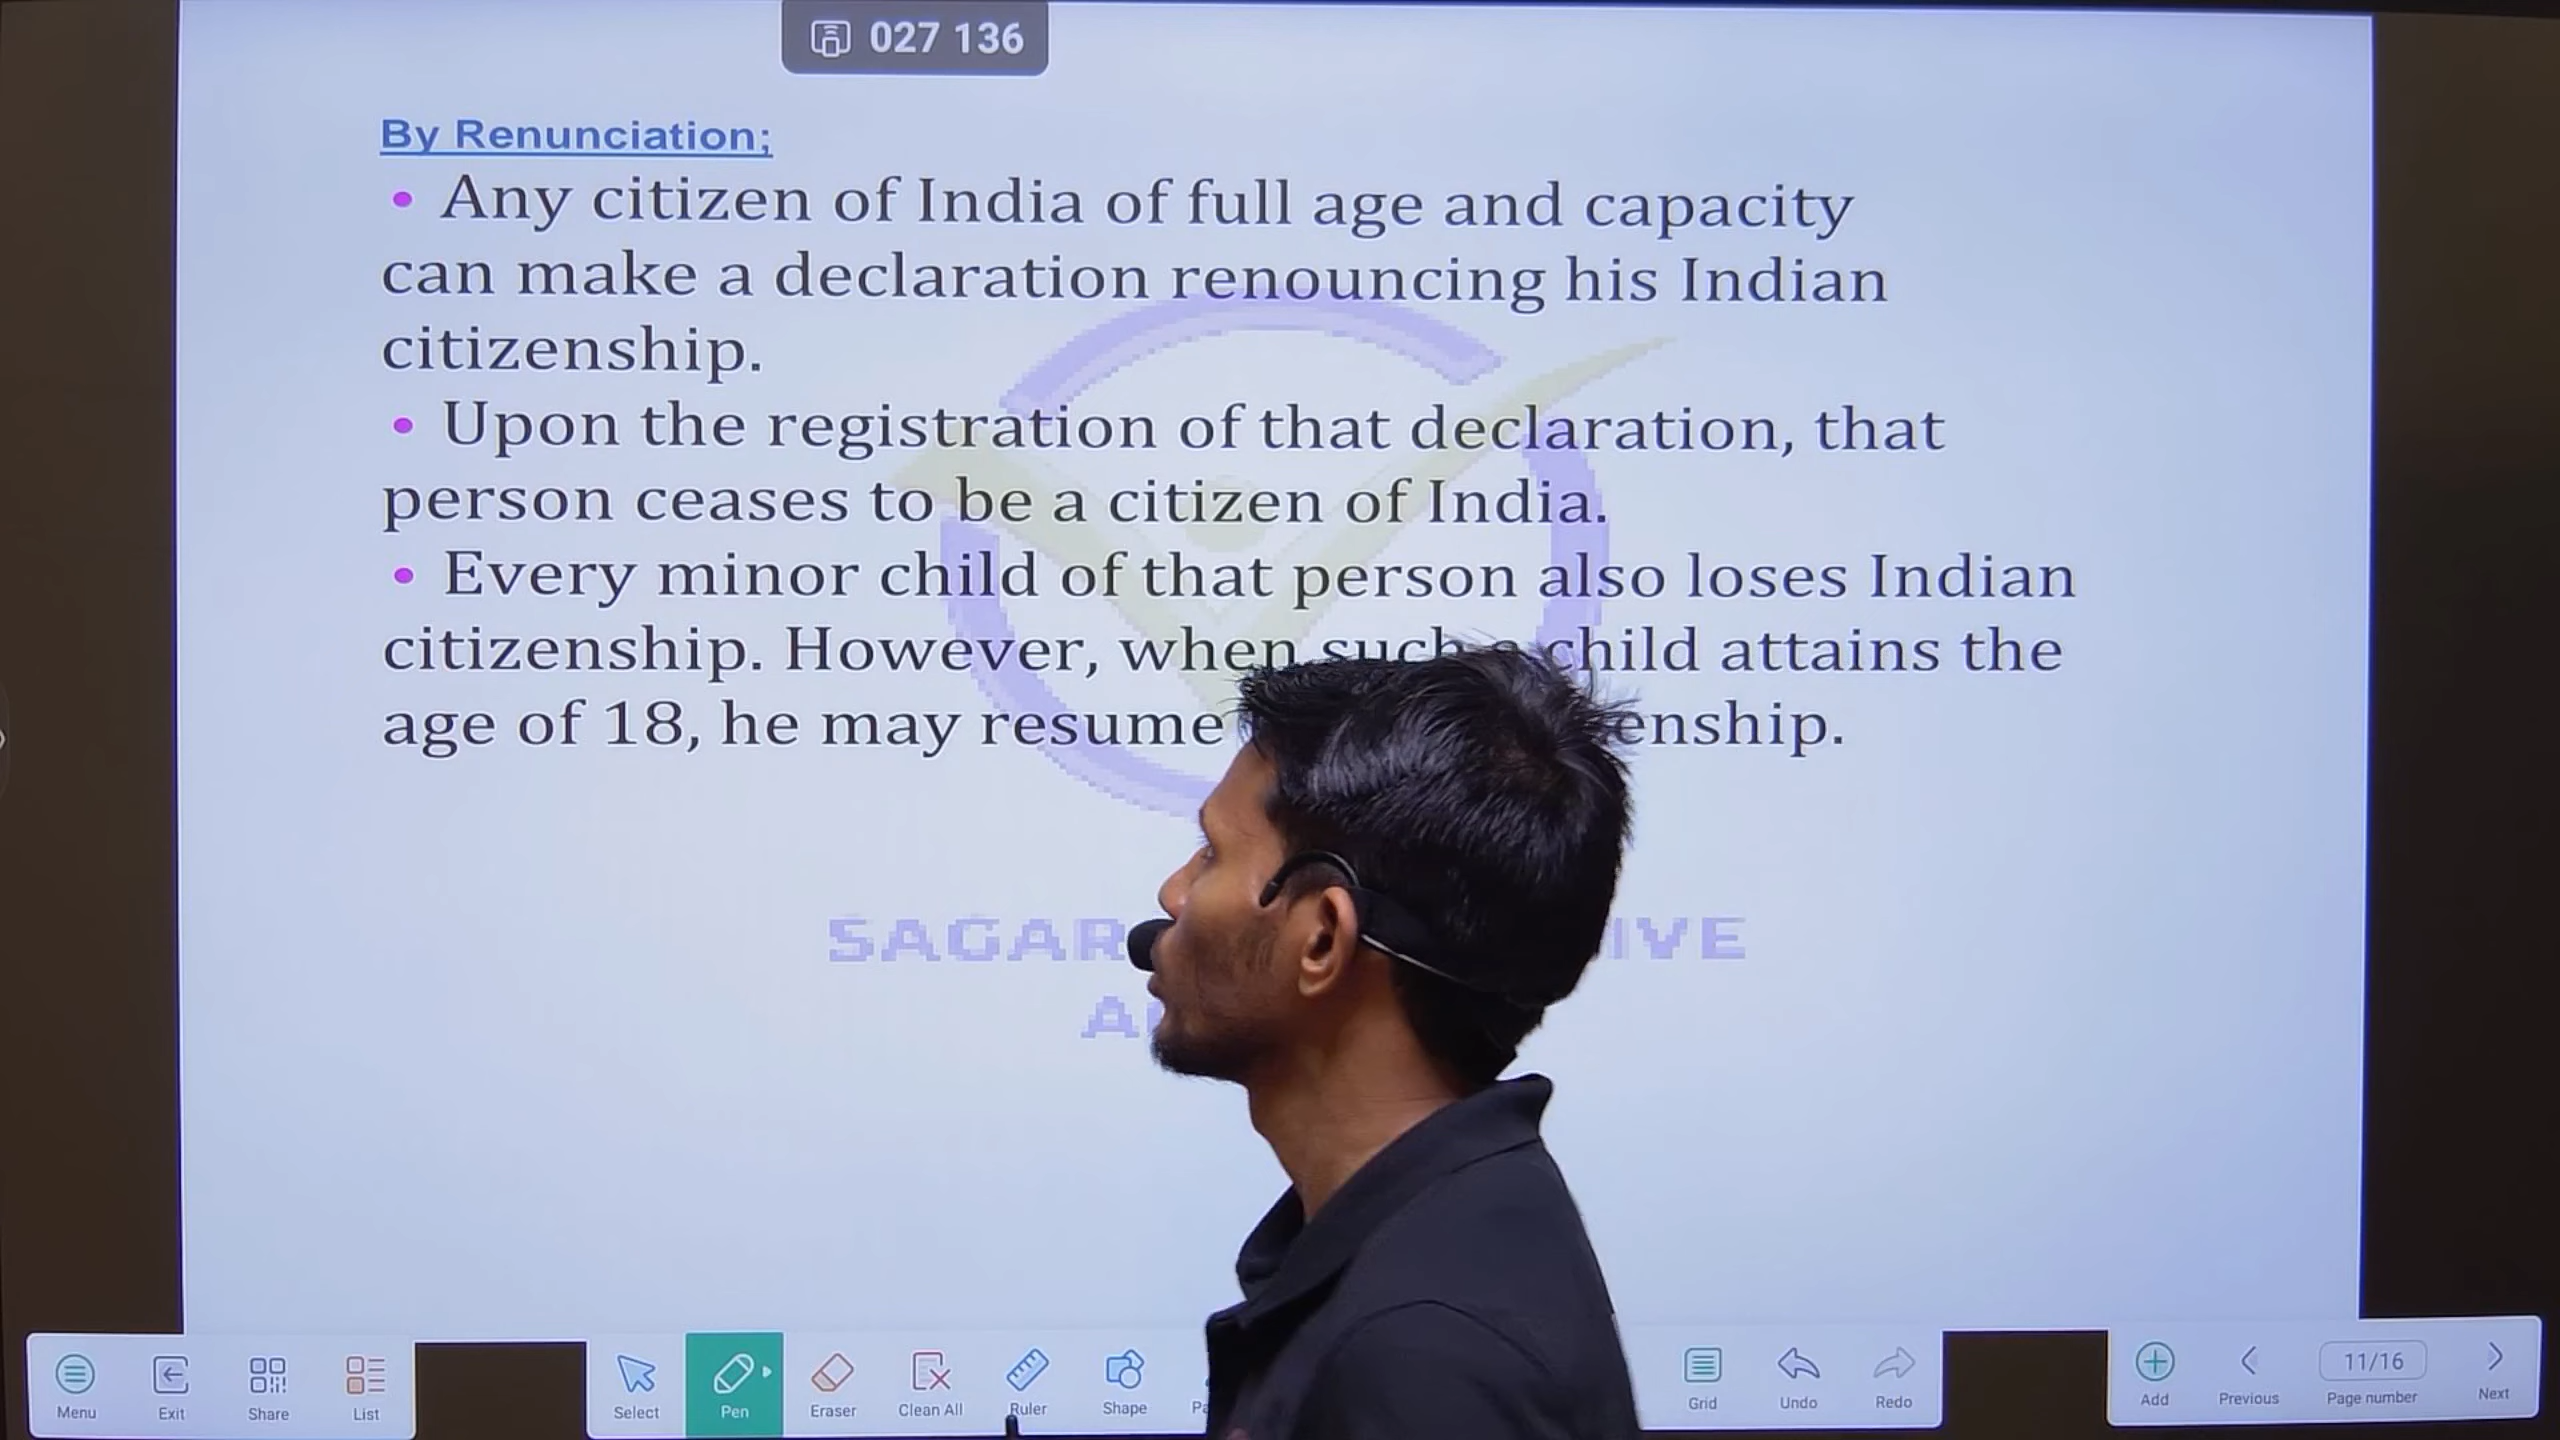 027 136
By Renunciation;
• Any citizen of India of full age and capacity
can make a declaration renouncing his Indian
citizenship.
• Upon the registration of that declaration, that
person ceases to be a citizen of India.
• Every minor child of that person also loses Indian
citizenship. However, when such a child attains the
age of 18, he may resume enship.
SAGAR IVE
Menu Exit Share List Select Pen Eraser Clean All Ruler Shape Grid Undo Redo Add Previous 11/16 Page number Next